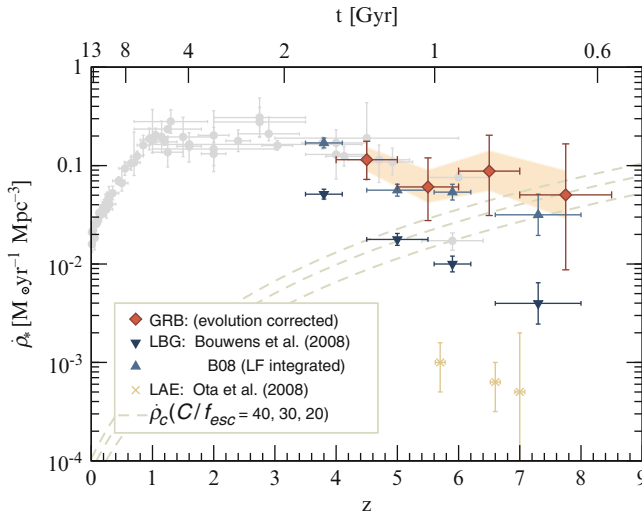 t [Gyr]
13 8 4 2 1 0.6
1
0.1
10⁻²
10⁻³
10⁻⁴
ρ̇* [M⊙yr⁻¹ Mpc⁻³]
GRB: (evolution corrected)
LBG: Bouwens et al. (2008)
B08 (LF integrated)
LAE: Ota et al. (2008)
ρ̇c(C/fesc = 40, 30, 20)
0 1 2 3 4 5 6 7 8 9
z